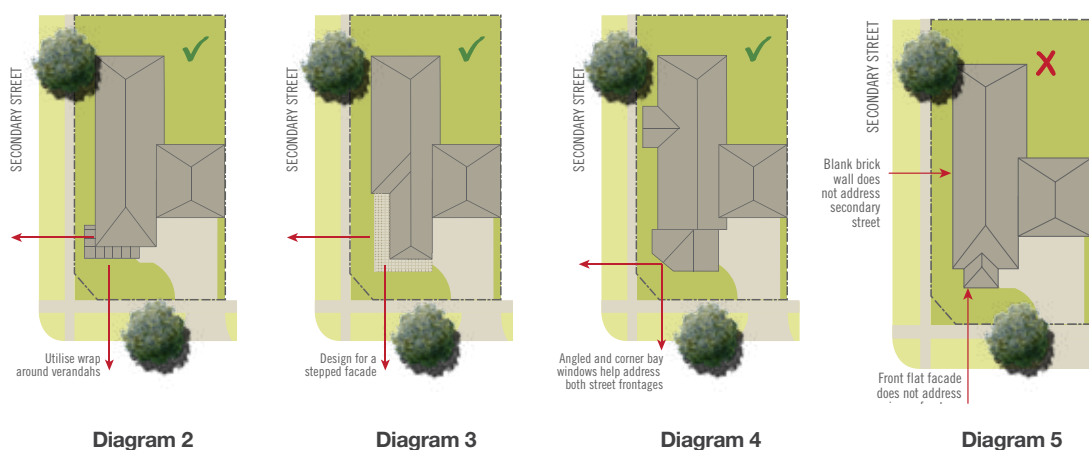 SECONDARY STREET
Utilise wrap
around verandahs
Diagram 2
SECONDARY STREET
Design for a
stepped facade
Diagram 3
SECONDARY STREET
Angled and corner bay
windows help address
both street frontages
Diagram 4
SECONDARY STREET
Blank brick
wall does
not address
secondary
street
Front flat facade
does not address
Diagram 5